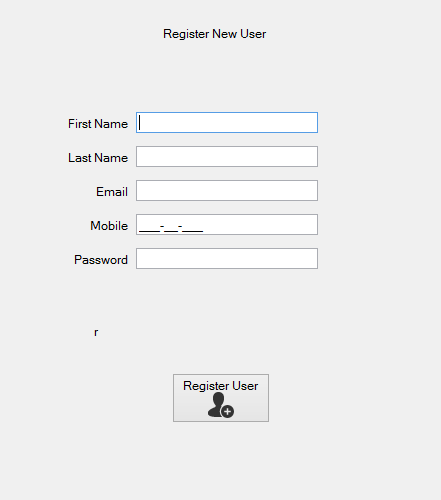 Register New User
First Name
Last Name
Email
Mobile ___-__-___
Password
r
Register User